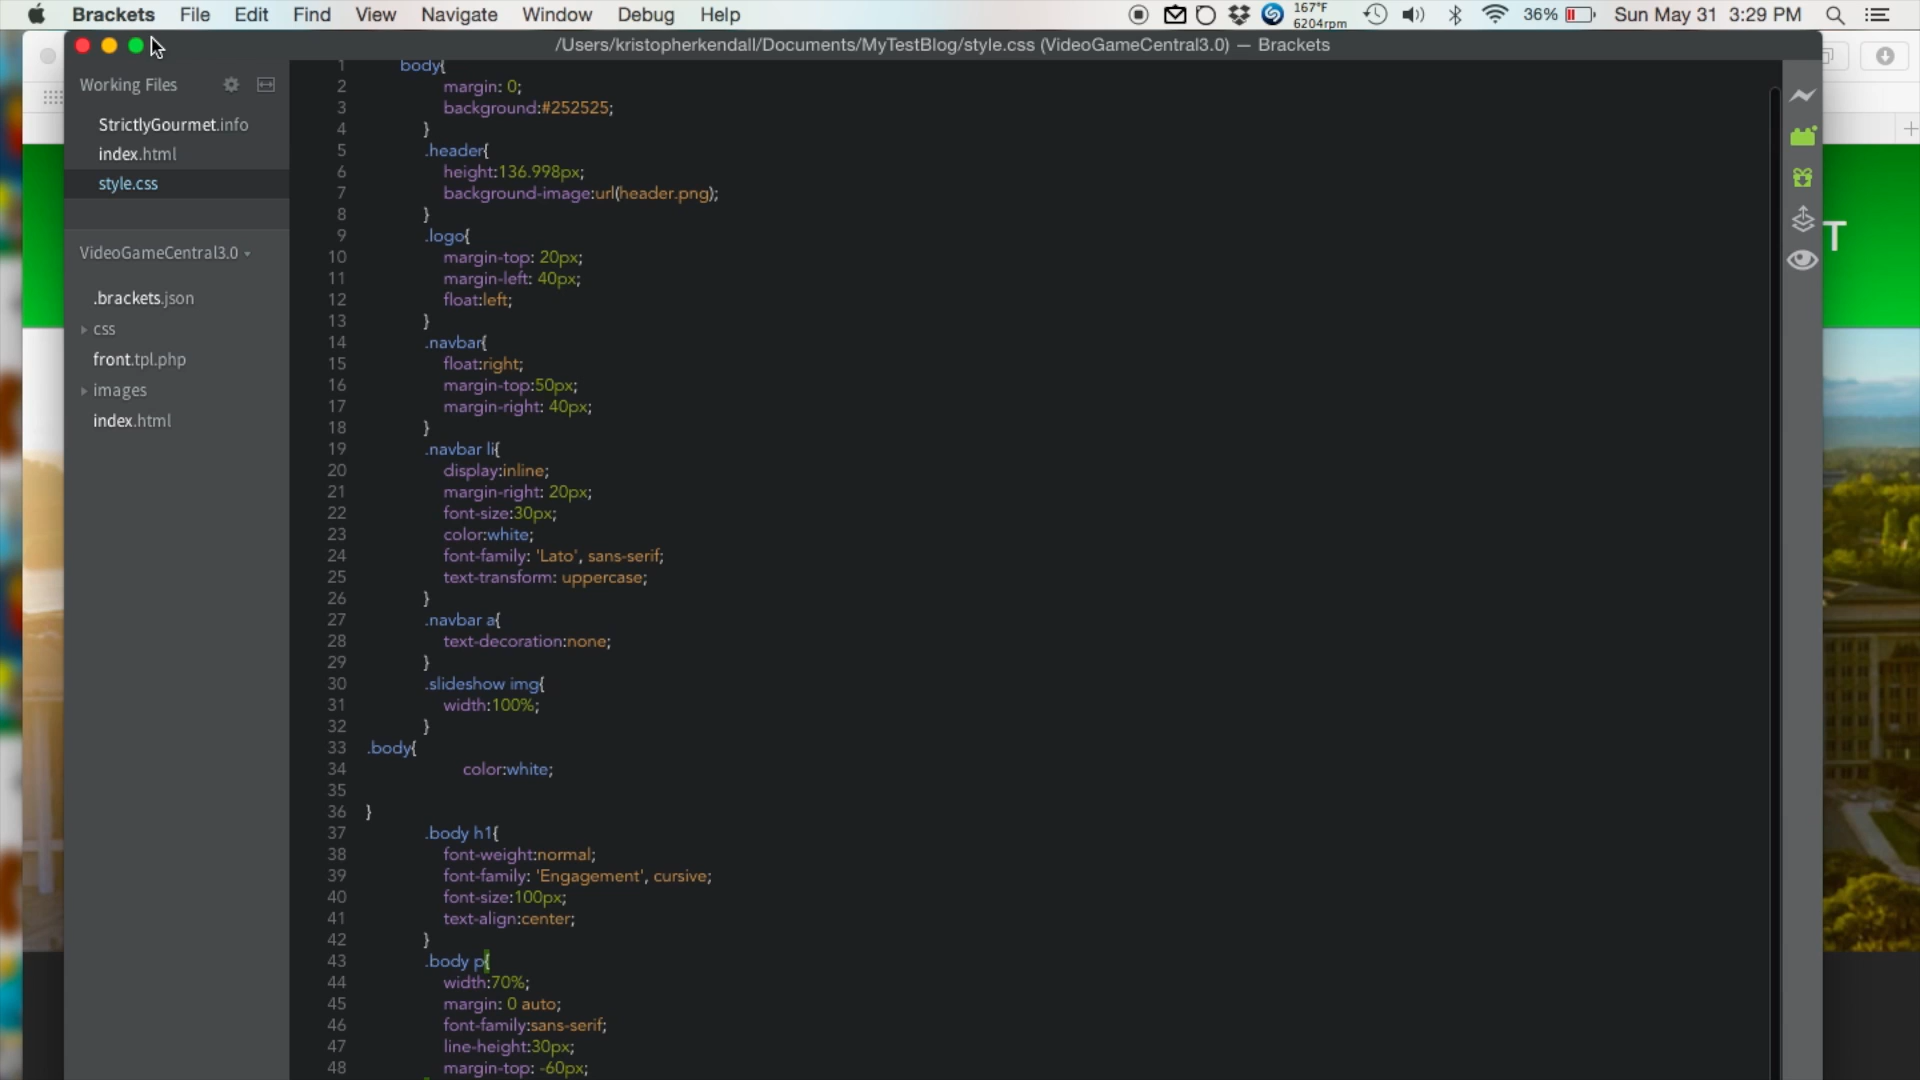 Brackets File Edit Find View Navigate Window Debug Help 167°F 6204rpm 36% Sun May 31 3:29 PM
/Users/kristopherkendall/Documents/MyTestBlog/style.css (VideoGameCentral3.0) — Brackets
Working Files
StrictlyGourmet.info
index.html
style.css
VideoGameCentral3.0
.brackets.json
css
front.tpl.php
images
index.html
1 body{
2 margin: 0;
3 background:#252525;
4 }
5 .header{
6 height:136.998px;
7 background-image:url(header.png);
8 }
9 .logo{
10 margin-top: 20px;
11 margin-left: 40px;
12 float:left;
13 }
14 .navbar{
15 float:right;
16 margin-top:50px;
17 margin-right: 40px;
18 }
19 .navbar li{
20 display:inline;
21 margin-right: 20px;
22 font-size:30px;
23 color:white;
24 font-family: 'Lato', sans-serif;
25 text-transform: uppercase;
26 }
27 .navbar a{
28 text-decoration:none;
29 }
30 .slideshow img{
31 width:100%;
32 }
33 .body{
34 color:white;
35
36 }
37 .body h1{
38 font-weight:normal;
39 font-family: 'Engagement', cursive;
40 font-size:100px;
41 text-align:center;
42 }
43 .body p{
44 width:70%;
45 margin: 0 auto;
46 font-family:sans-serif;
47 line-height:30px;
48 margin-top: -60px;
T